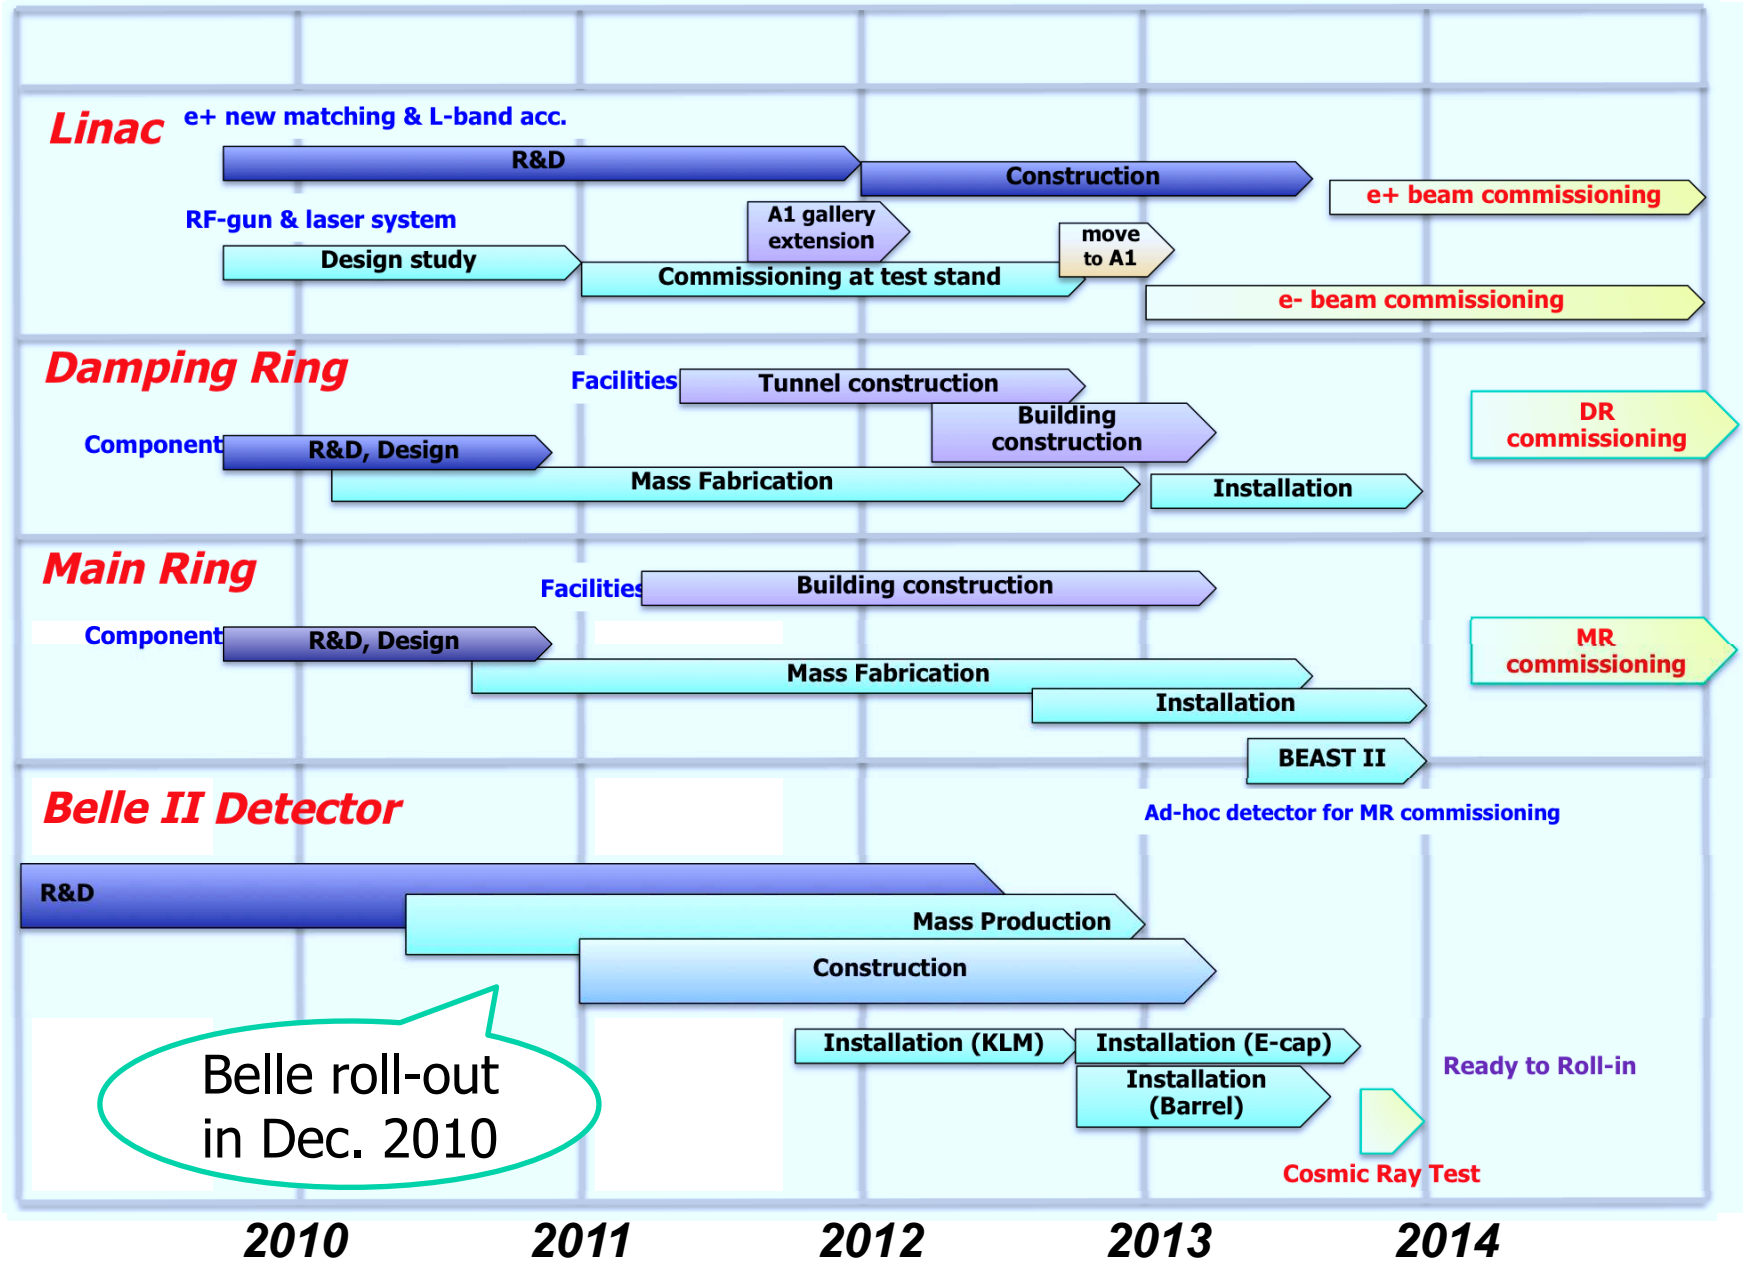 Linac
e+ new matching & L-band acc.
R&D
Construction
e+ beam commissioning
RF-gun & laser system
A1 gallery
extension
move
to A1
Design study
Commissioning at test stand
e- beam commissioning
Damping Ring
Facilities
Tunnel construction
Building
construction
DR
commissioning
Component
R&D, Design
Mass Fabrication
Installation
Main Ring
Facilities
Building construction
Component
R&D, Design
MR
commissioning
Mass Fabrication
Installation
BEAST II
Belle II Detector
Ad-hoc detector for MR commissioning
R&D
Mass Production
Construction
Belle roll-out
in Dec. 2010
Installation (KLM)
Installation (E-cap)
Installation
(Barrel)
Ready to Roll-in
Cosmic Ray Test
2010
2011
2012
2013
2014